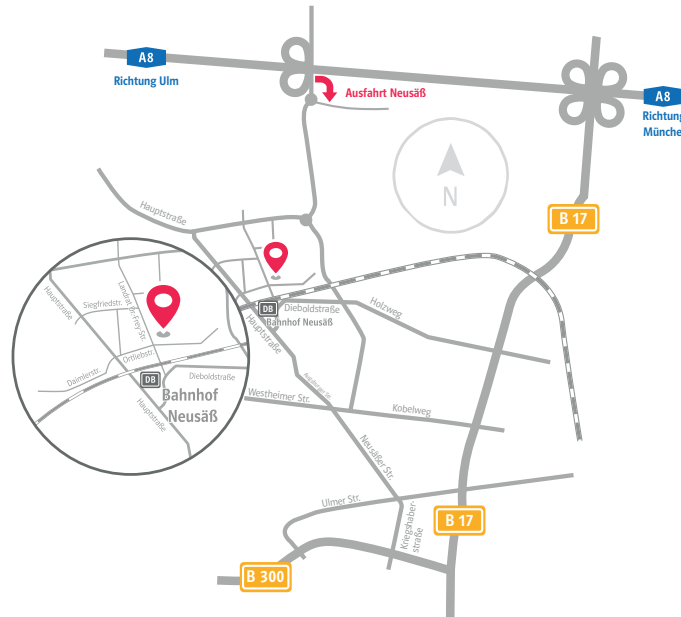 A8
Richtung Ulm
Ausfahrt Neusäß
A8
Richtung
Münche
N
Hauptstraße
B 17
Siegfriedstr.
Landrat-Dr.-Frey-Str.
Hauptstraße
Ortliebstr.
Daimlerstr.
DB
Dieboldstraße
Bahnhof
Neusäß
Hauptstraße
DB
Dieboldstraße
Bahnhof Neusäß
Hauptstraße
Holzweg
Augsburger Str.
Westheimer Str.
Kobelweg
Neusäßer Str.
Ulmer Str.
Kriegshaber-
straße
B 17
B 300